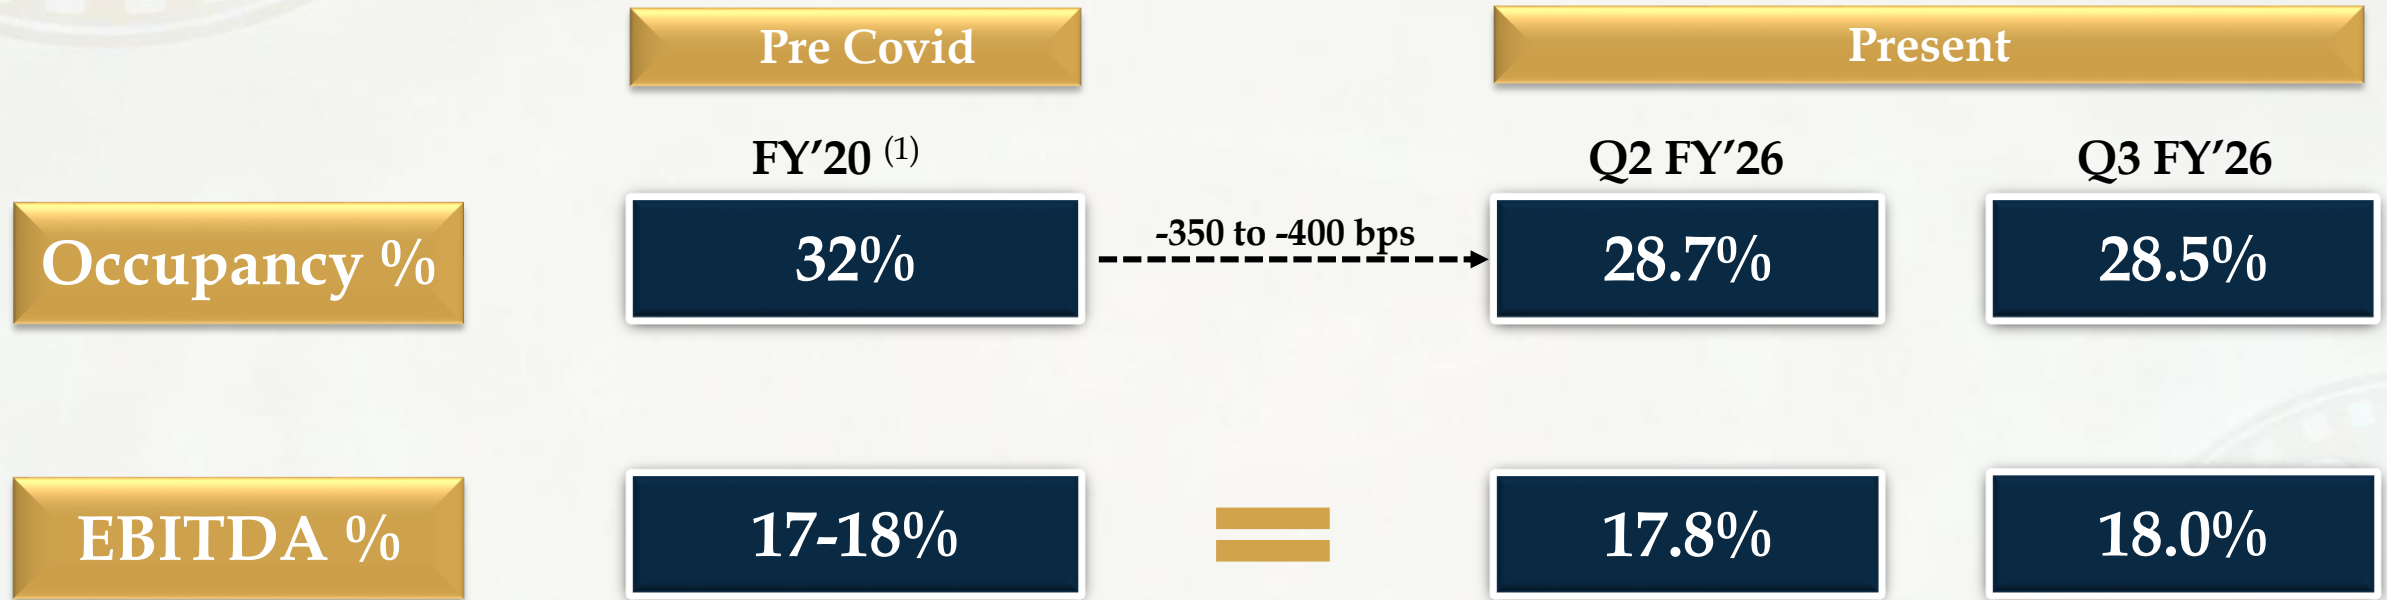 Pre Covid
Present
FY’20 (1)
Q2 FY’26
Q3 FY’26
Occupancy %
32%
-350 to -400 bps
28.7%
28.5%
EBITDA %
17-18%
17.8%
18.0%